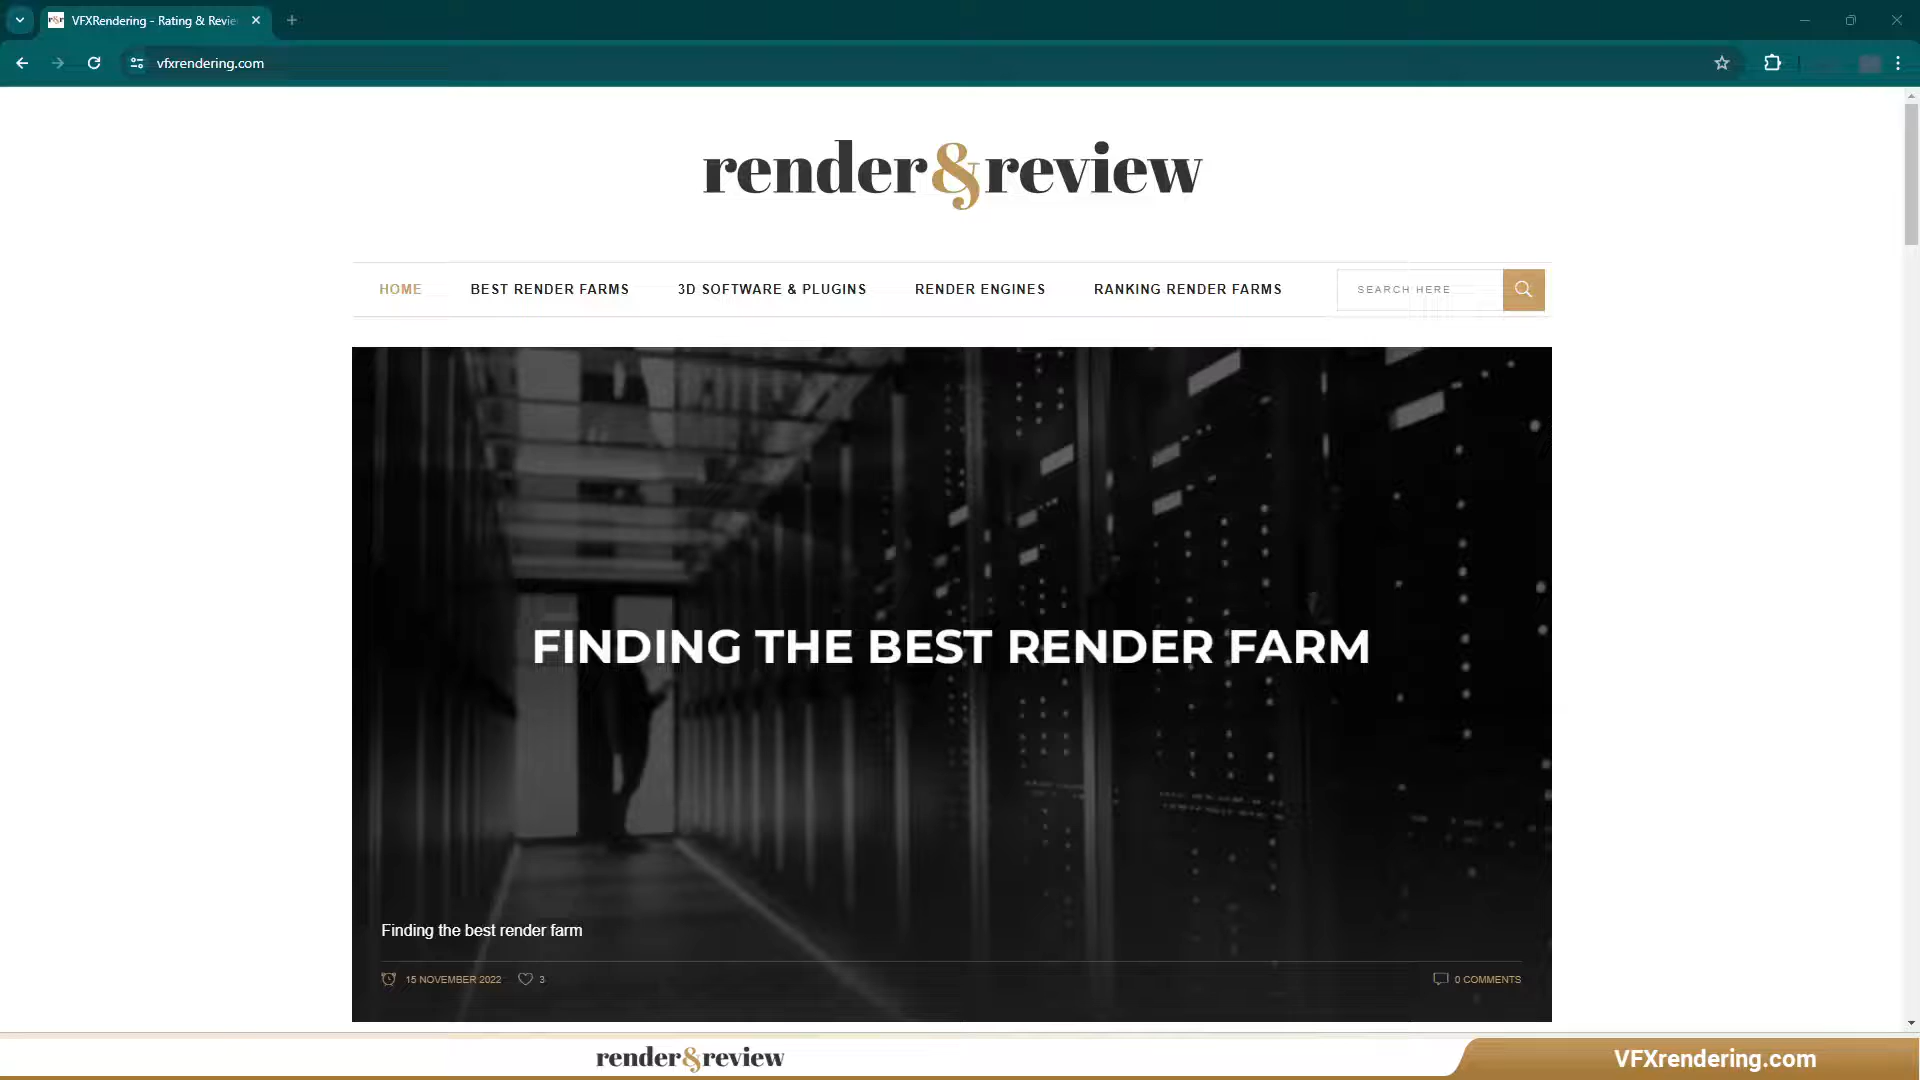 VFXRendering - Rating & Revie
vfxrendering.com
render&review
HOME
BEST RENDER FARMS
3D SOFTWARE & PLUGINS
RENDER ENGINES
RANKING RENDER FARMS
SEARCH HERE
FINDING THE BEST RENDER FARM
Finding the best render farm
15 NOVEMBER 2022
3
0 COMMENTS
render&review
VFXrendering.com